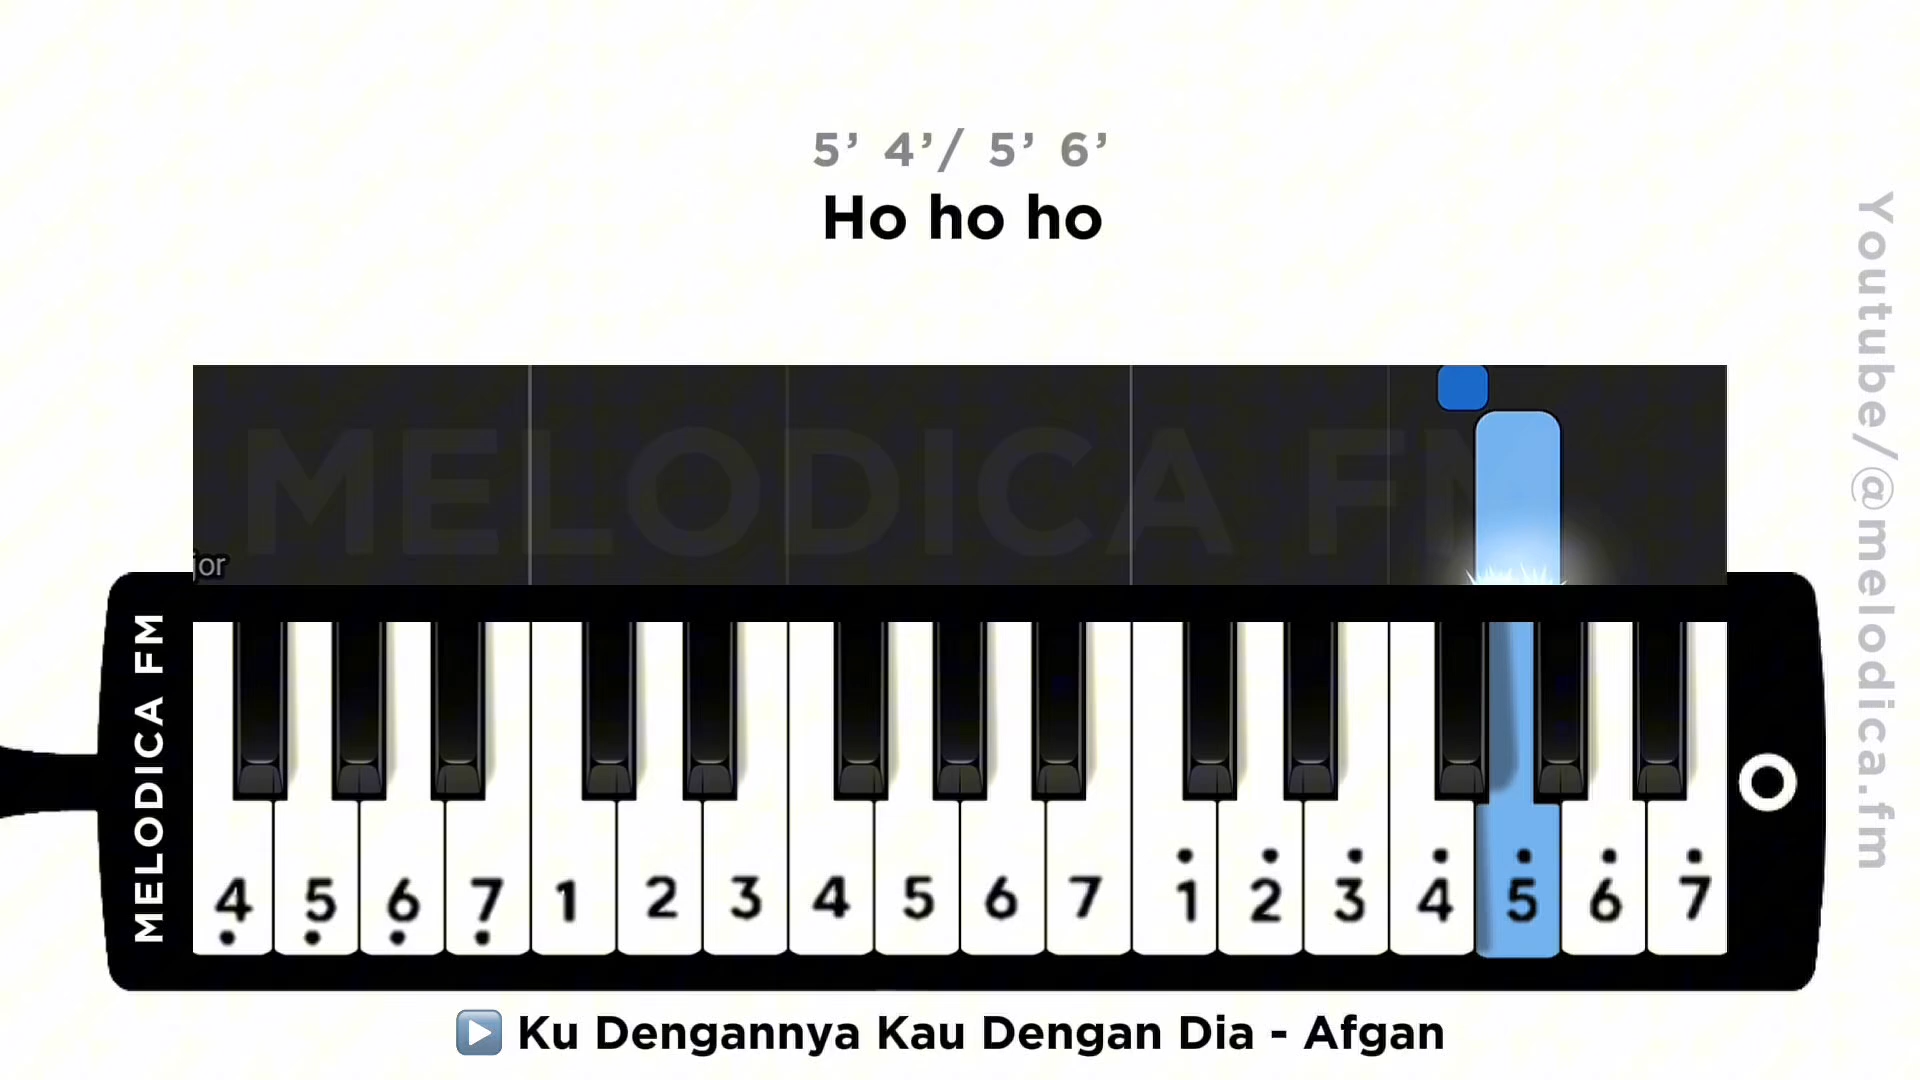 5’ 4’/ 5’ 6’
Ho ho ho
Youtube/@melodica.fm
MELODICA FM
jor
MELODICA FM
4 5 6 7 1 2 3 4 5 6 7 1 2 3 4 5 6 7
Ku Dengannya Kau Dengan Dia - Afgan